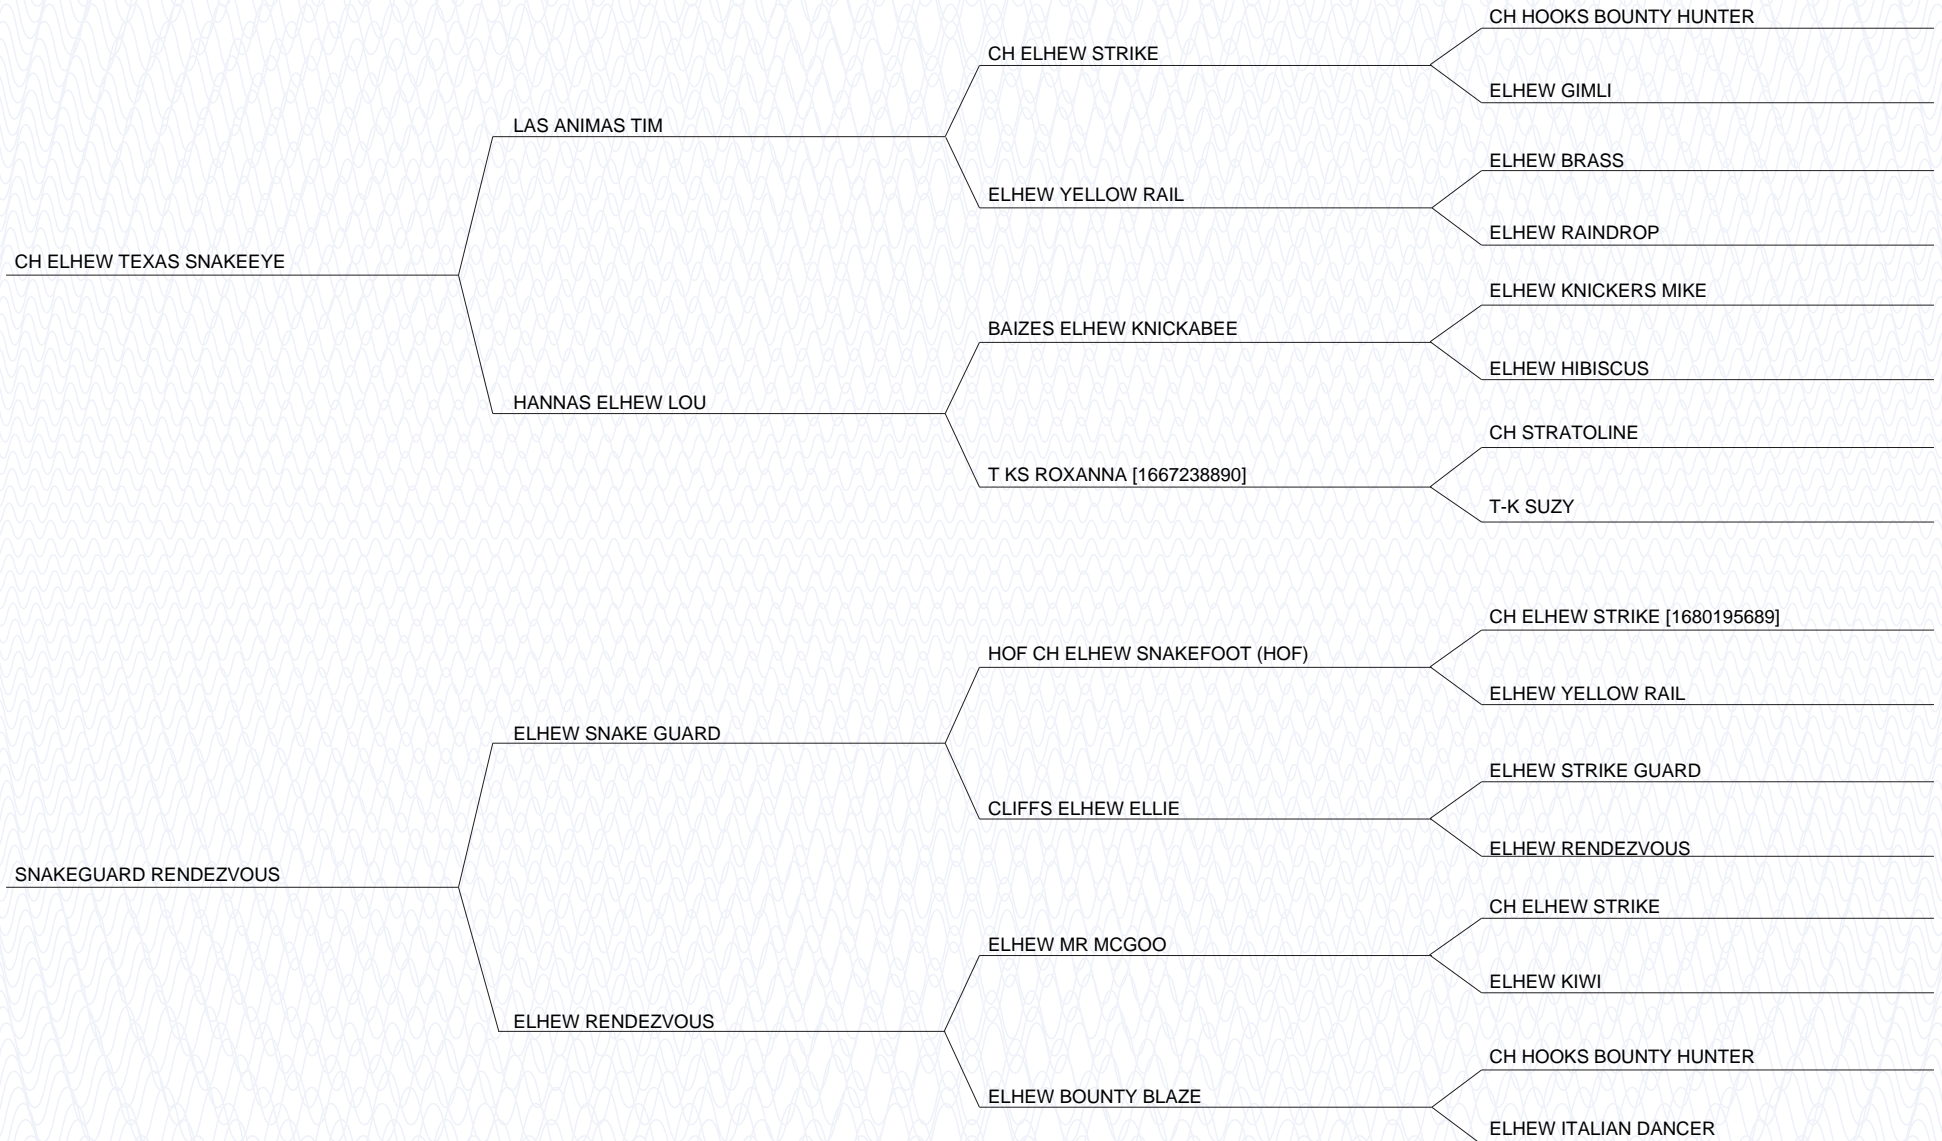 CH HOOKS BOUNTY HUNTER
CH ELHEW STRIKE
ELHEW GIMLI
LAS ANIMAS TIM
ELHEW BRASS
ELHEW YELLOW RAIL
ELHEW RAINDROP
CH ELHEW TEXAS SNAKEEYE
ELHEW KNICKERS MIKE
BAIZES ELHEW KNICKABEE
ELHEW HIBISCUS
HANNAS ELHEW LOU
CH STRATOLINE
T KS ROXANNA [1667238890]
T-K SUZY
CH ELHEW STRIKE [1680195689]
HOF CH ELHEW SNAKEFOOT (HOF)
ELHEW YELLOW RAIL
ELHEW SNAKE GUARD
ELHEW STRIKE GUARD
CLIFFS ELHEW ELLIE
ELHEW RENDEZVOUS
SNAKEGUARD RENDEZVOUS
CH ELHEW STRIKE
ELHEW MR MCGOO
ELHEW KIWI
ELHEW RENDEZVOUS
CH HOOKS BOUNTY HUNTER
ELHEW BOUNTY BLAZE
ELHEW ITALIAN DANCER